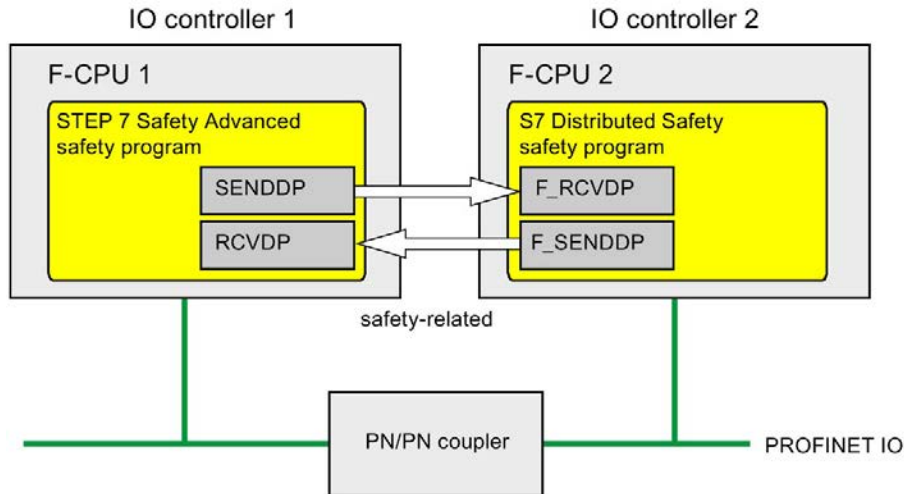 IO controller 1
IO controller 2
F-CPU 1
F-CPU 2
STEP 7 Safety Advanced
safety program
S7 Distributed Safety
safety program
SENDDP
F_RCVDP
RCVDP
F_SENDDP
safety-related
PN/PN coupler
PROFINET IO